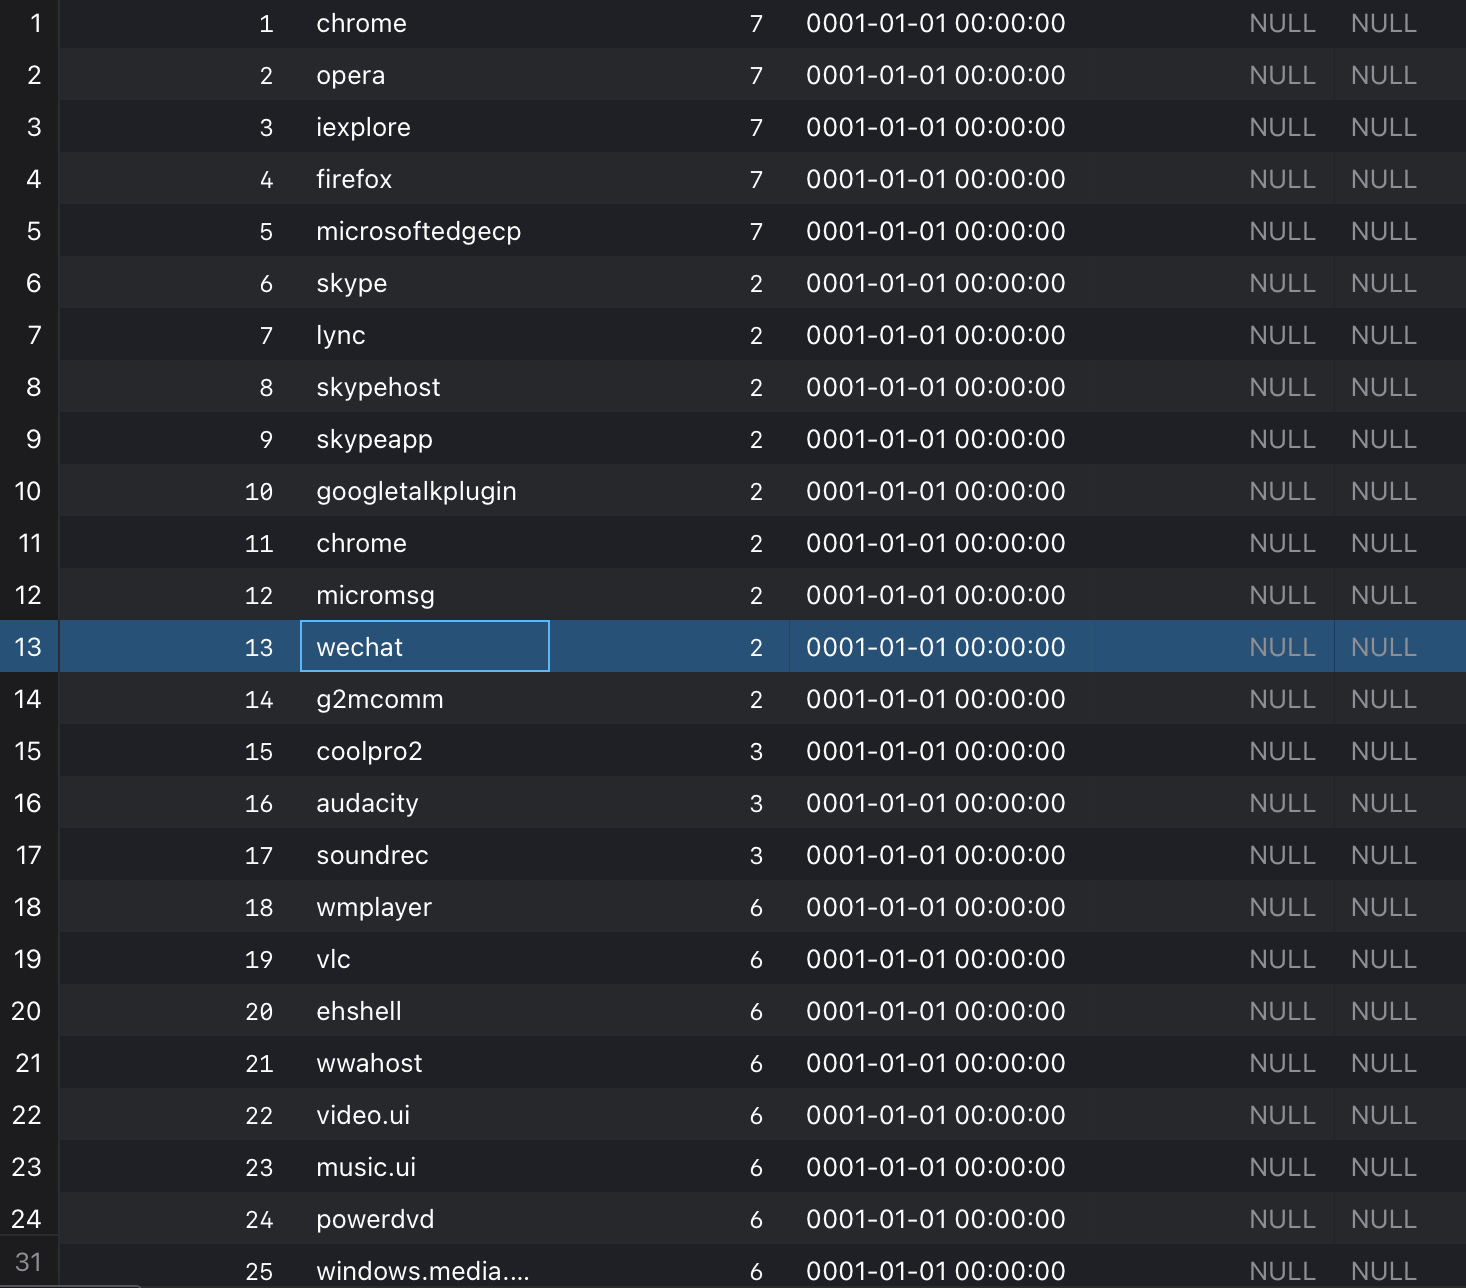 1 1 chrome 7 0001-01-01 00:00:00 NULL NULL
2 2 opera 7 0001-01-01 00:00:00 NULL NULL
3 3 iexplore 7 0001-01-01 00:00:00 NULL NULL
4 4 firefox 7 0001-01-01 00:00:00 NULL NULL
5 5 microsoftedgecp 7 0001-01-01 00:00:00 NULL NULL
6 6 skype 2 0001-01-01 00:00:00 NULL NULL
7 7 lync 2 0001-01-01 00:00:00 NULL NULL
8 8 skypehost 2 0001-01-01 00:00:00 NULL NULL
9 9 skypeapp 2 0001-01-01 00:00:00 NULL NULL
10 10 googletalkplugin 2 0001-01-01 00:00:00 NULL NULL
11 11 chrome 2 0001-01-01 00:00:00 NULL NULL
12 12 micromsg 2 0001-01-01 00:00:00 NULL NULL
13 13 wechat 2 0001-01-01 00:00:00 NULL NULL
14 14 g2mcomm 2 0001-01-01 00:00:00 NULL NULL
15 15 coolpro2 3 0001-01-01 00:00:00 NULL NULL
16 16 audacity 3 0001-01-01 00:00:00 NULL NULL
17 17 soundrec 3 0001-01-01 00:00:00 NULL NULL
18 18 wmplayer 6 0001-01-01 00:00:00 NULL NULL
19 19 vlc 6 0001-01-01 00:00:00 NULL NULL
20 20 ehshell 6 0001-01-01 00:00:00 NULL NULL
21 21 wwahost 6 0001-01-01 00:00:00 NULL NULL
22 22 video.ui 6 0001-01-01 00:00:00 NULL NULL
23 23 music.ui 6 0001-01-01 00:00:00 NULL NULL
24 24 powerdvd 6 0001-01-01 00:00:00 NULL NULL
31 25 windows.media.... 6 0001-01-01 00:00:00 NULL NULL